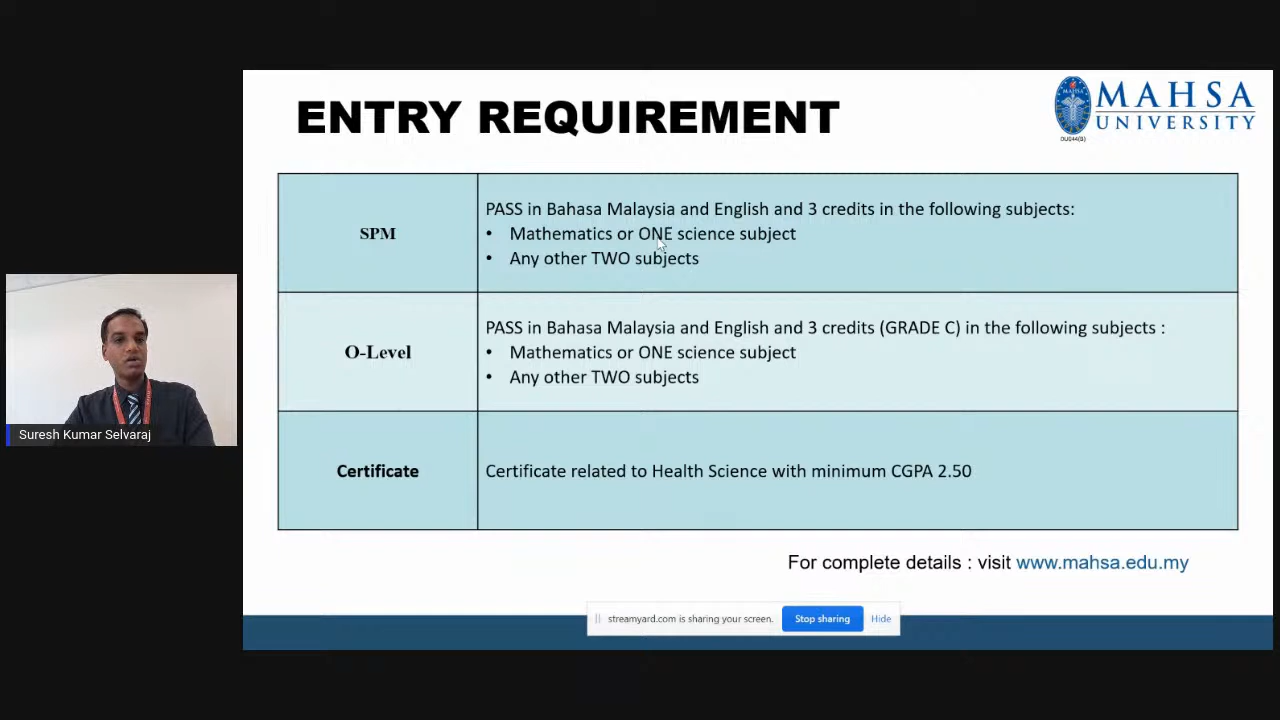 ENTRY REQUIREMENT
MAHSA
UNIVERSITY
SPM
PASS in Bahasa Malaysia and English and 3 credits in the following subjects:
• Mathematics or ONE science subject
• Any other TWO subjects
O-Level
PASS in Bahasa Malaysia and English and 3 credits (GRADE C) in the following subjects :
• Mathematics or ONE science subject
• Any other TWO subjects
Certificate
Certificate related to Health Science with minimum CGPA 2.50
Suresh Kumar Selvaraj
For complete details : visit www.mahsa.edu.my
streamyard.com is sharing your screen. Stop sharing Hide